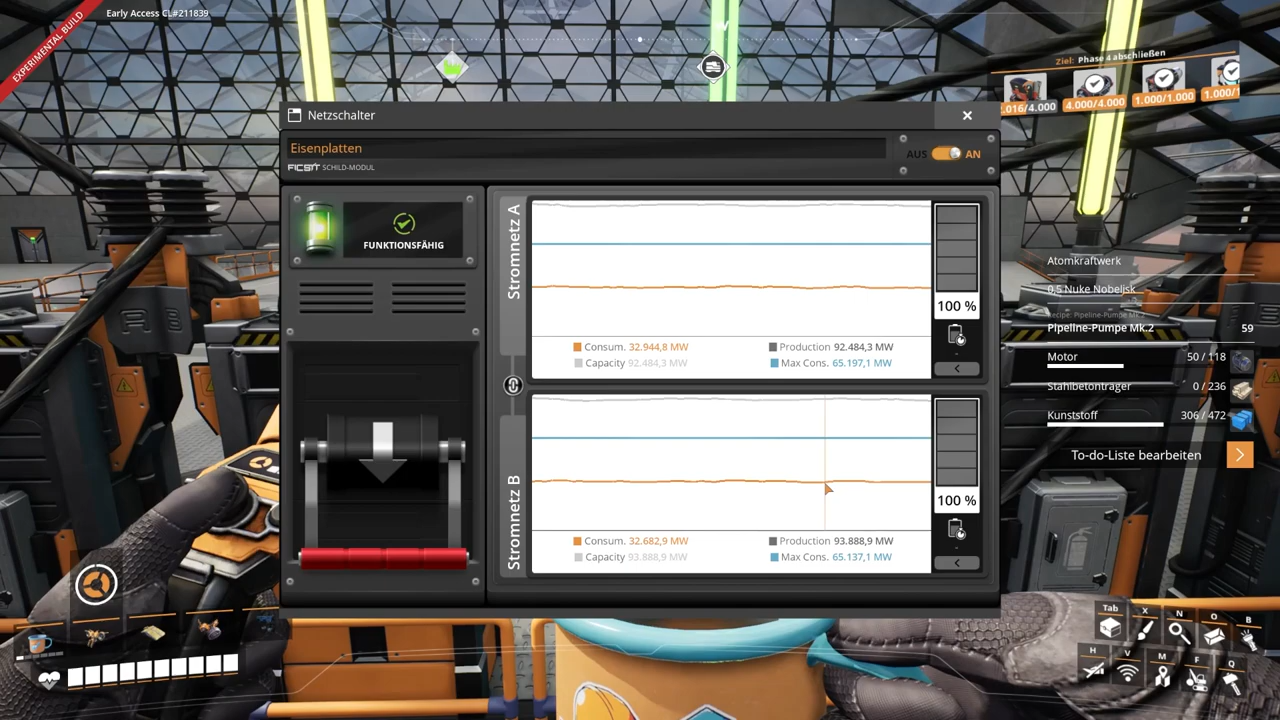 Early Access CL#211839
EXPERIMENTAL BUILD
Ziel: Phase 4 abschließen
.016/4.000
4.000/4.000
1.000/1.000
1.000/1
Netzschalter
Eisenplatten
AUS
AN
FICSIT SCHILD-MODUL
FUNKTIONSFÄHIG
Stromnetz A
100 %
Consum. 32.944,8 MW
Production 92.484,3 MW
Capacity 92.484,3 MW
Max Cons. 65.197,1 MW
Stromnetz B
100 %
Consum. 32.682,9 MW
Production 93.888,9 MW
Capacity 93.888,9 MW
Max Cons. 65.137,1 MW
Atomkraftwerk
0,5 Nuke Nobelisk
Recipe: Pipeline-Pumpe Mk.2
Pipeline-Pumpe Mk.2 59
Motor 50 / 118
Stahlbetonträger 0 / 236
Kunststoff 306 / 472
To-do-Liste bearbeiten
Tab X N O B
H V M F Q